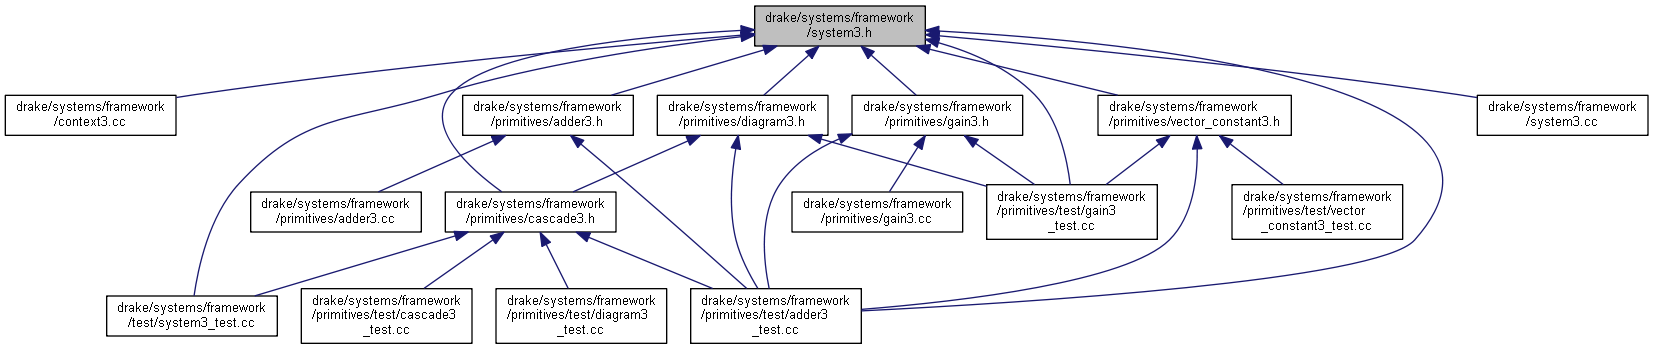 drake/systems/framework
/system3.h
drake/systems/framework
/context3.cc
drake/systems/framework
/primitives/adder3.h
drake/systems/framework
/primitives/diagram3.h
drake/systems/framework
/primitives/gain3.h
drake/systems/framework
/primitives/vector_constant3.h
drake/systems/framework
/system3.cc
drake/systems/framework
/primitives/adder3.cc
drake/systems/framework
/primitives/cascade3.h
drake/systems/framework
/primitives/gain3.cc
drake/systems/framework
/primitives/test/gain3
_test.cc
drake/systems/framework
/primitives/test/vector
_constant3_test.cc
drake/systems/framework
/test/system3_test.cc
drake/systems/framework
/primitives/test/cascade3
_test.cc
drake/systems/framework
/primitives/test/diagram3
_test.cc
drake/systems/framework
/primitives/test/adder3
_test.cc